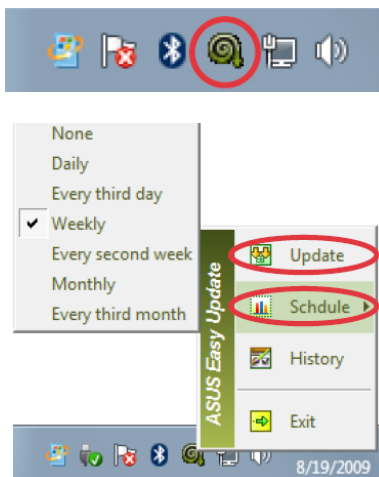 None
Daily
Every third day
Weekly
Every second week
Monthly
Every third month
ASUS Easy Update
Update
Schdule
History
Exit
8/19/2009